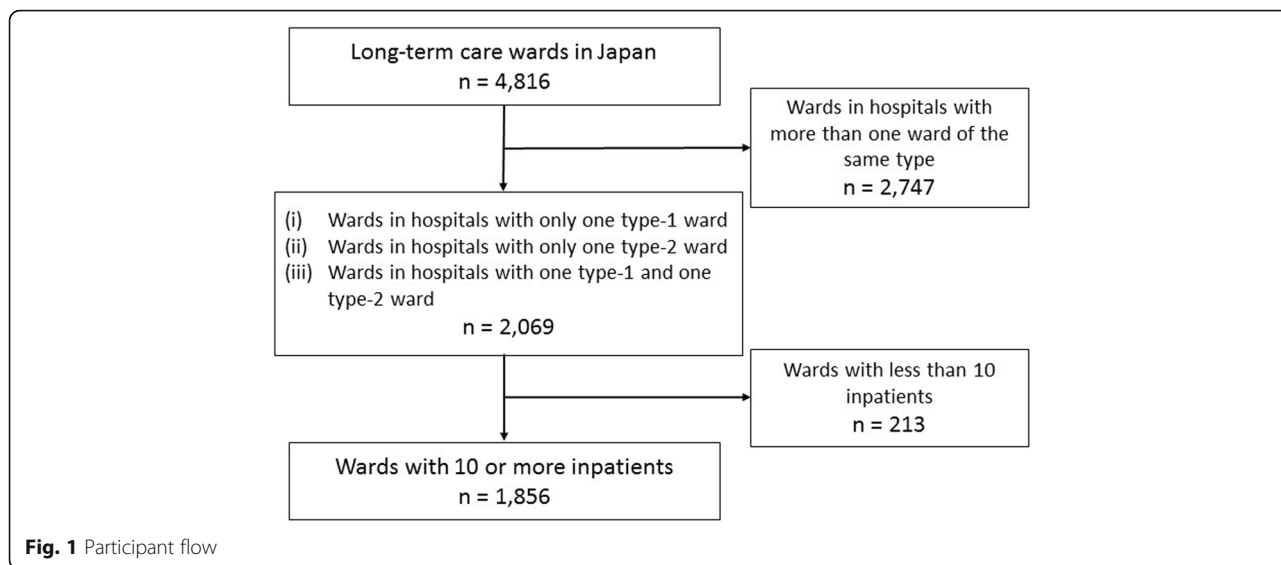 Long-term care wards in Japan
n = 4,816
Wards in hospitals with
more than one ward of the
same type
n = 2,747
(i) Wards in hospitals with only one type-1 ward
(ii) Wards in hospitals with only one type-2 ward
(iii) Wards in hospitals with one type-1 and one
type-2 ward
n = 2,069
Wards with less than 10
inpatients
n = 213
Wards with 10 or more inpatients
n = 1,856
Fig. 1 Participant flow